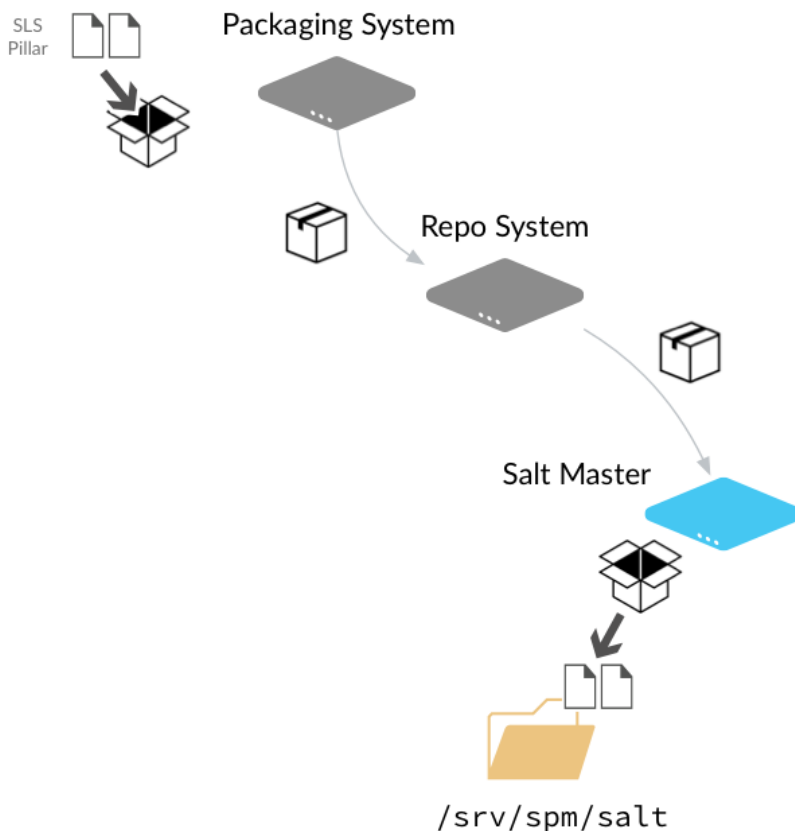 SLS
Pillar
Packaging System
Repo System
Salt Master
/srv/spm/salt